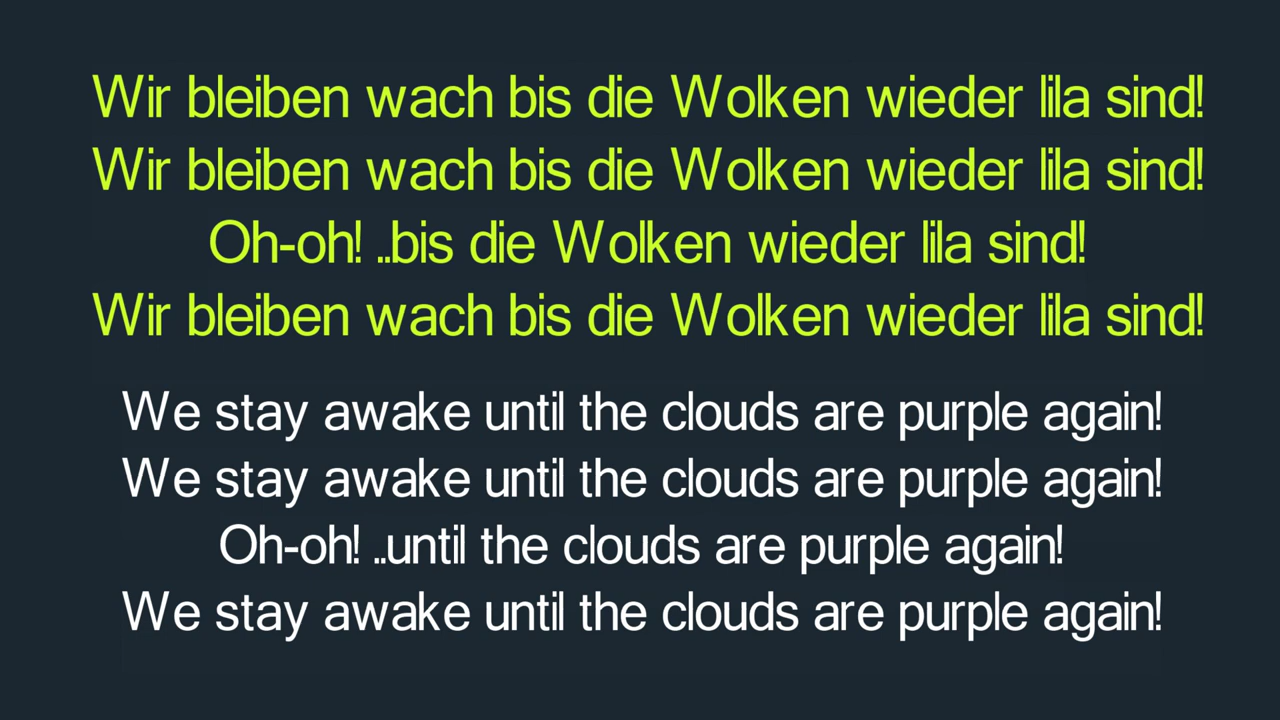 Wir bleiben wach bis die Wolken wieder lila sind!
Wir bleiben wach bis die Wolken wieder lila sind!
Oh-oh! ..bis die Wolken wieder lila sind!
Wir bleiben wach bis die Wolken wieder lila sind!
We stay awake until the clouds are purple again!
We stay awake until the clouds are purple again!
Oh-oh! ..until the clouds are purple again!
We stay awake until the clouds are purple again!